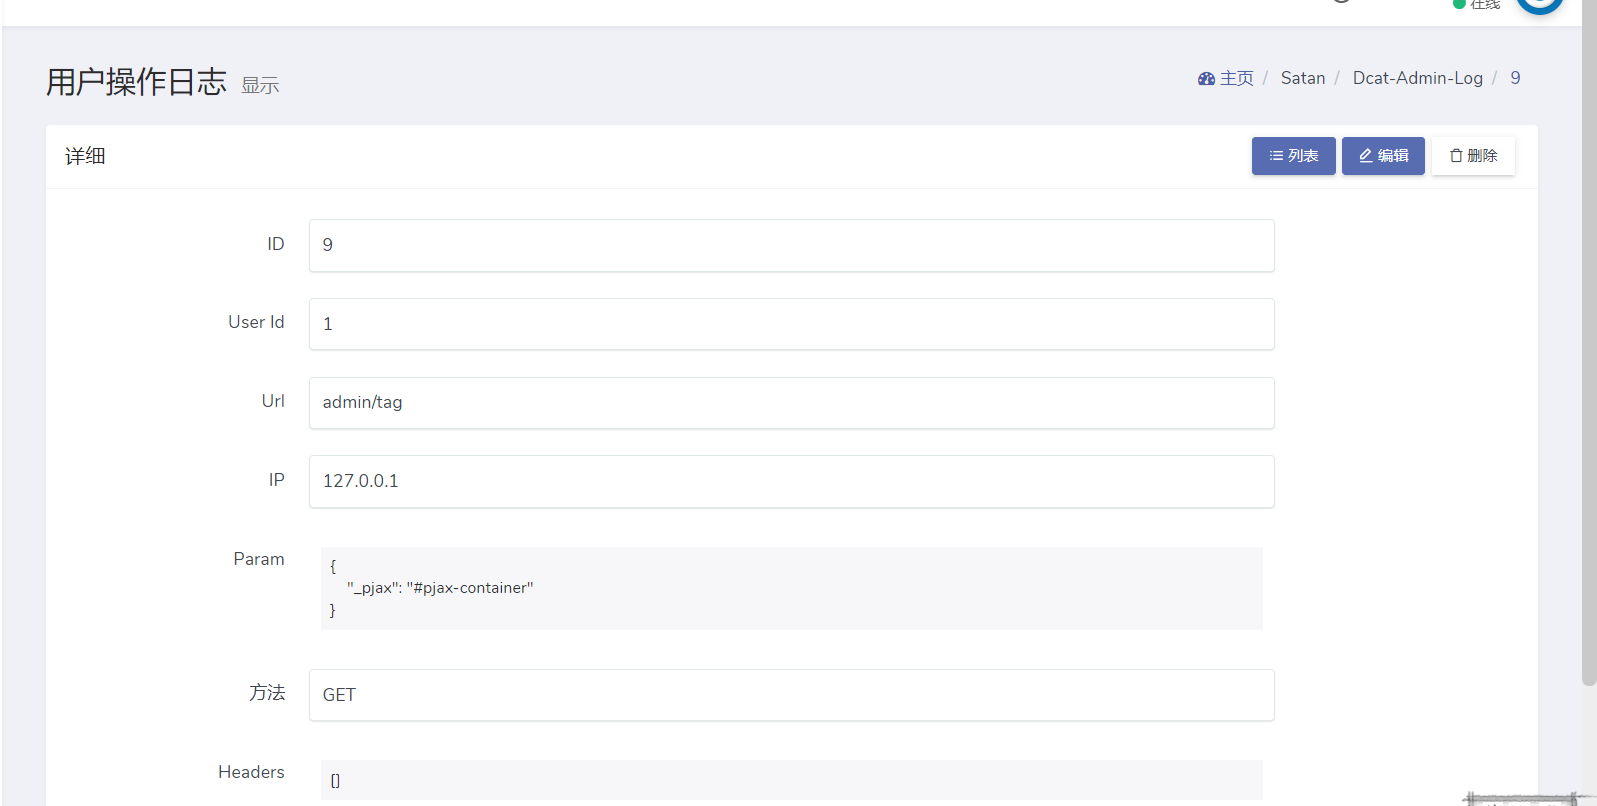 在线
用户操作日志 显示
主页 / Satan / Dcat-Admin-Log / 9
详细
列表 编辑 删除
ID 9
User Id 1
Url admin/tag
IP 127.0.0.1
Param {
"_pjax": "#pjax-container"
}
方法 GET
Headers []